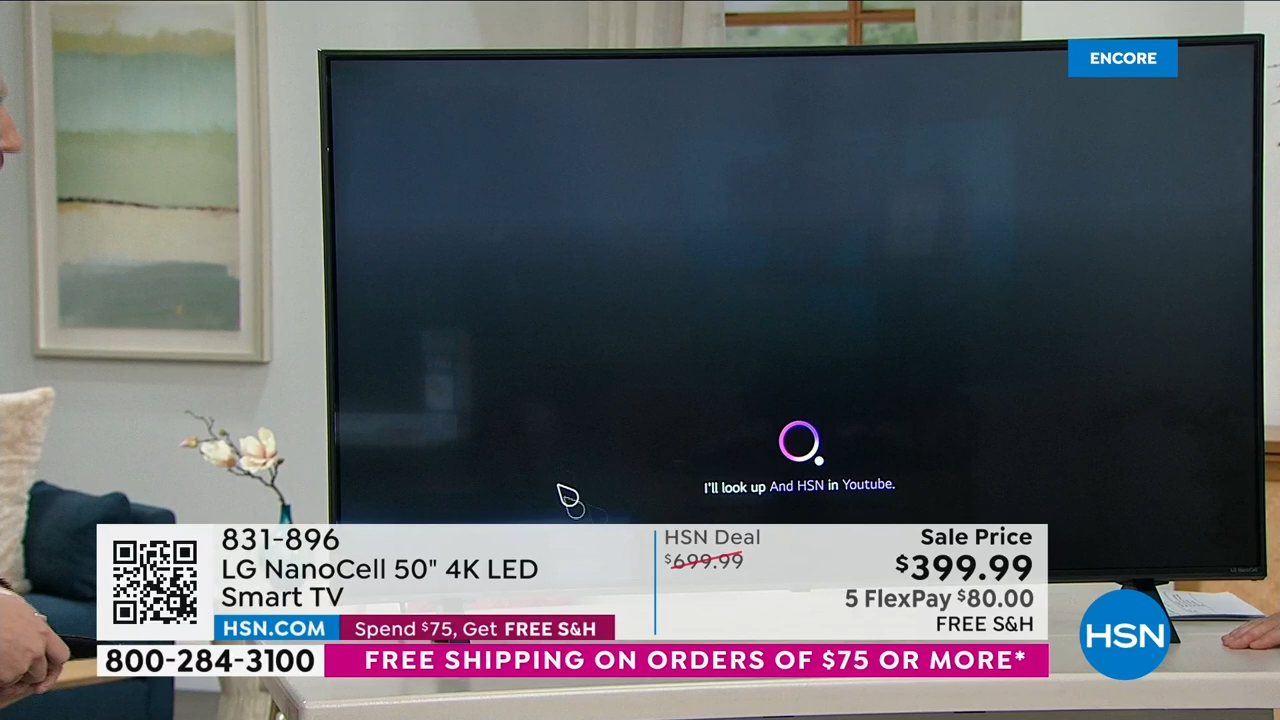 ENCORE
I'll look up And HSN in Youtube.
LG NanoCell
831-896
LG NanoCell 50" 4K LED
Smart TV
HSN.COM
Spend $75, Get FREE S&H
HSN Deal
$699.99
Sale Price
$399.99
5 FlexPay $80.00
FREE S&H
HSN
800-284-3100
FREE SHIPPING ON ORDERS OF $75 OR MORE*